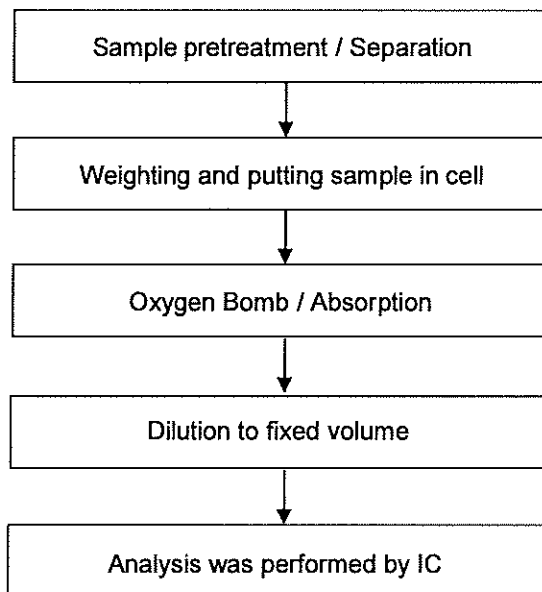 Sample pretreatment / Separation
Weighting and putting sample in cell
Oxygen Bomb / Absorption
Dilution to fixed volume
Analysis was performed by IC